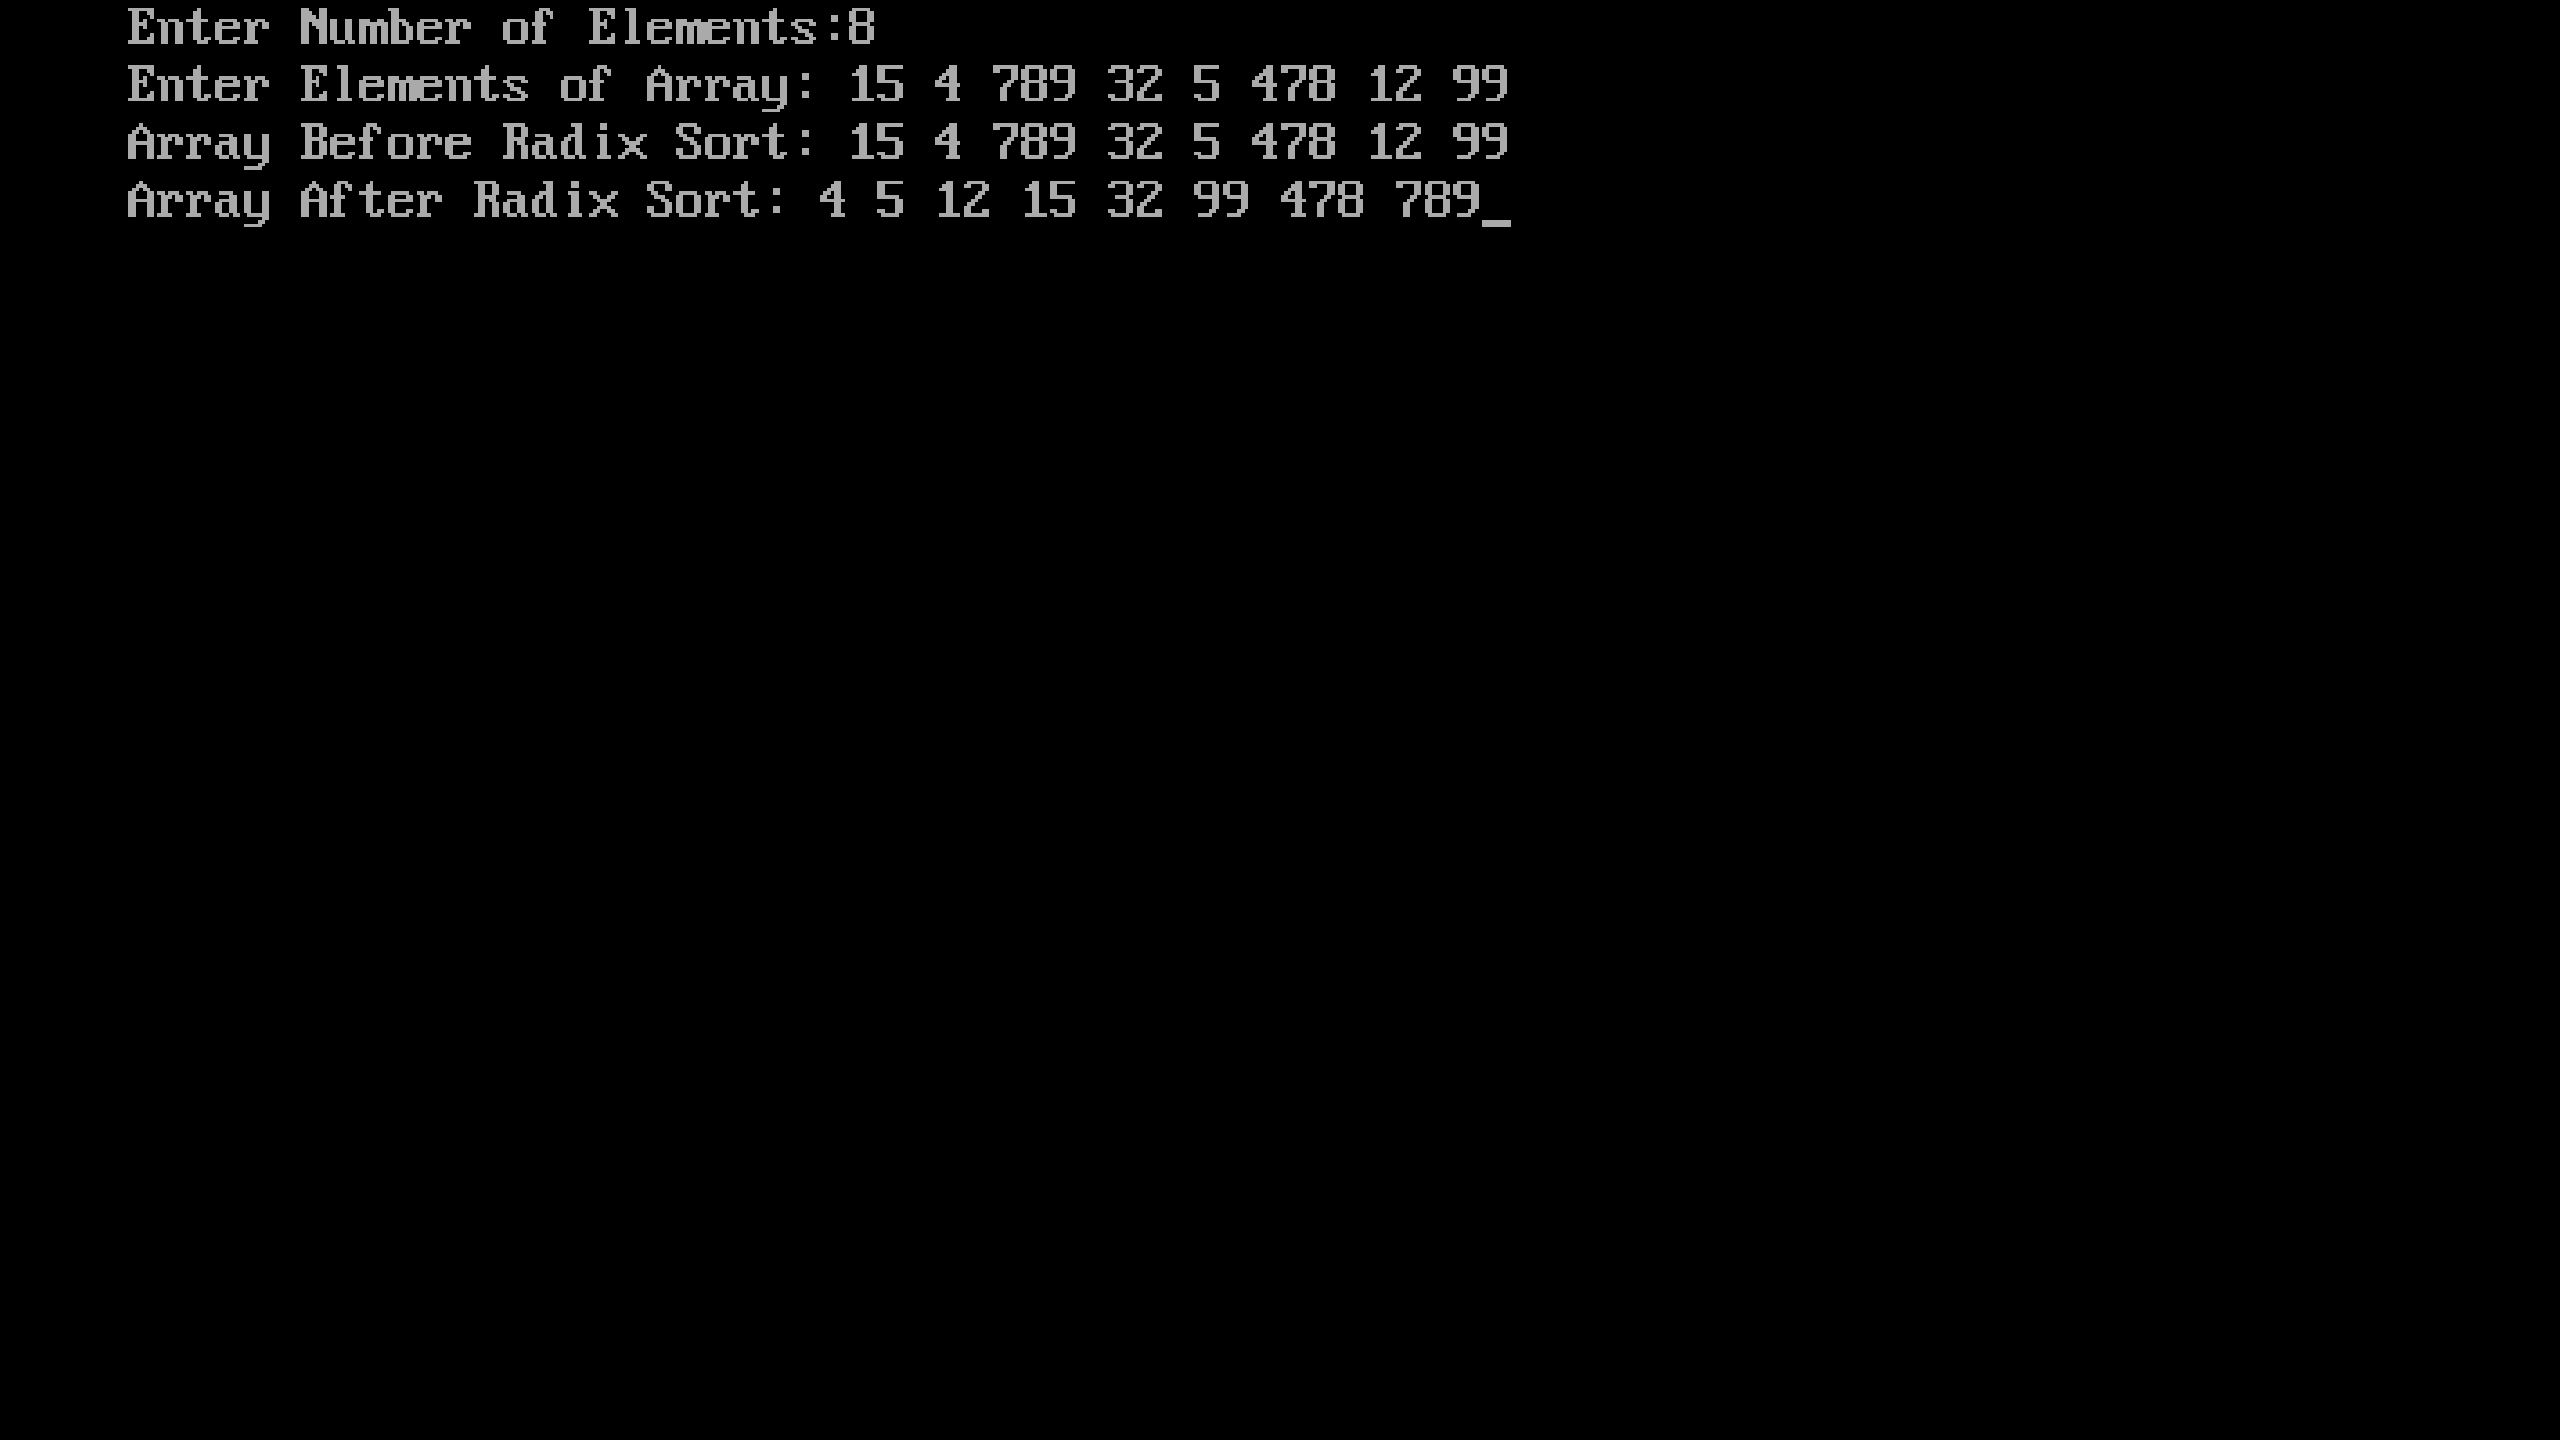 Enter Number of Elements:8
Enter Elements of Array: 15 4 789 32 5 478 12 99
Array Before Radix Sort: 15 4 789 32 5 478 12 99
Array After Radix Sort: 4 5 12 15 32 99 478 789_